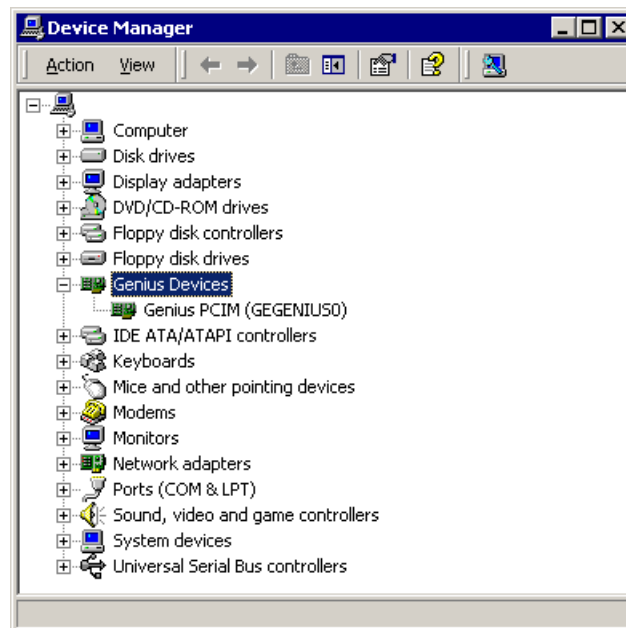 Device Manager
Action View
Computer
Disk drives
Display adapters
DVD/CD-ROM drives
Floppy disk controllers
Floppy disk drives
Genius Devices
Genius PCIM (GEGENIUS0)
IDE ATA/ATAPI controllers
Keyboards
Mice and other pointing devices
Modems
Monitors
Network adapters
Ports (COM & LPT)
Sound, video and game controllers
System devices
Universal Serial Bus controllers